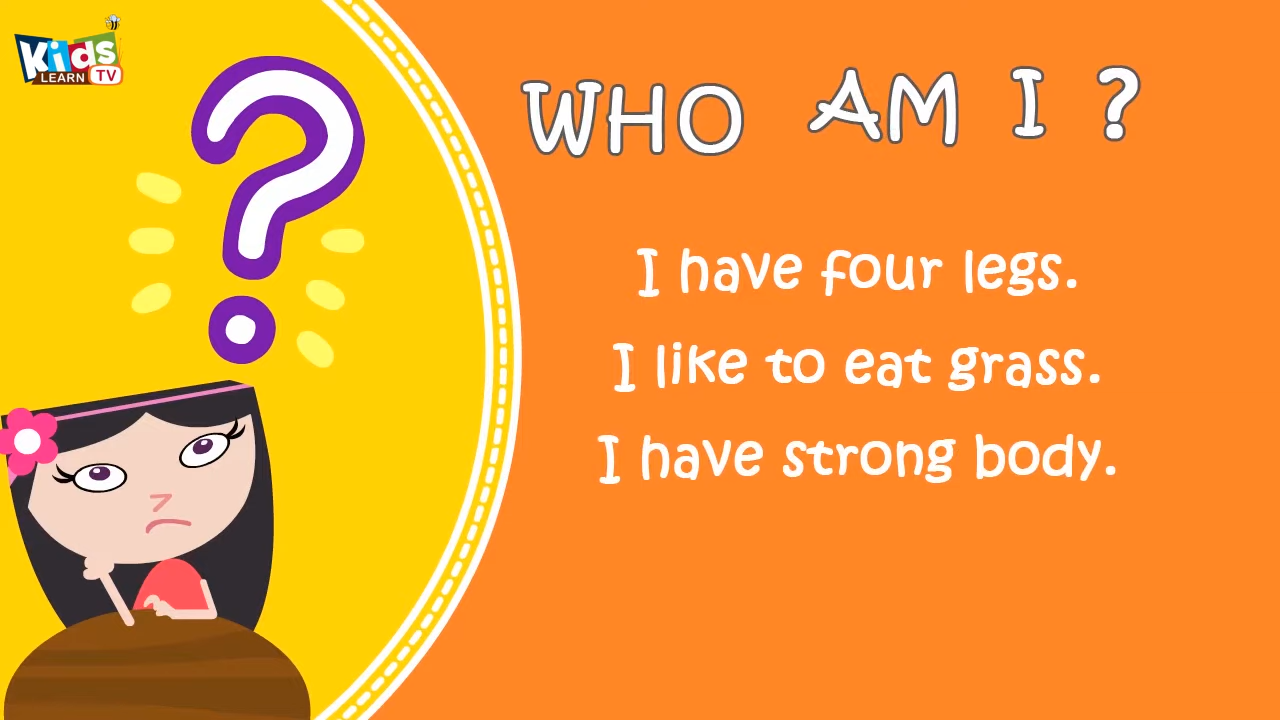 Kids
LEARN TV
WHO AM I ?
I have four legs.
I like to eat grass.
I have strong body.